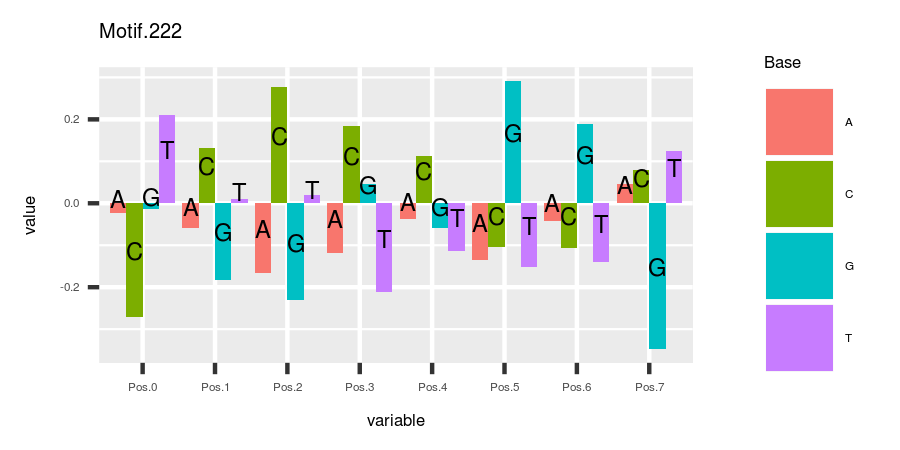 Motif.222
Base
A
C
G
T
value
0.2
0.0
-0.2
A C G T
A C G T
A C G T
A C G T
A C G T
A C G T
A C G T
A C G T
Pos.0 Pos.1 Pos.2 Pos.3 Pos.4 Pos.5 Pos.6 Pos.7
variable